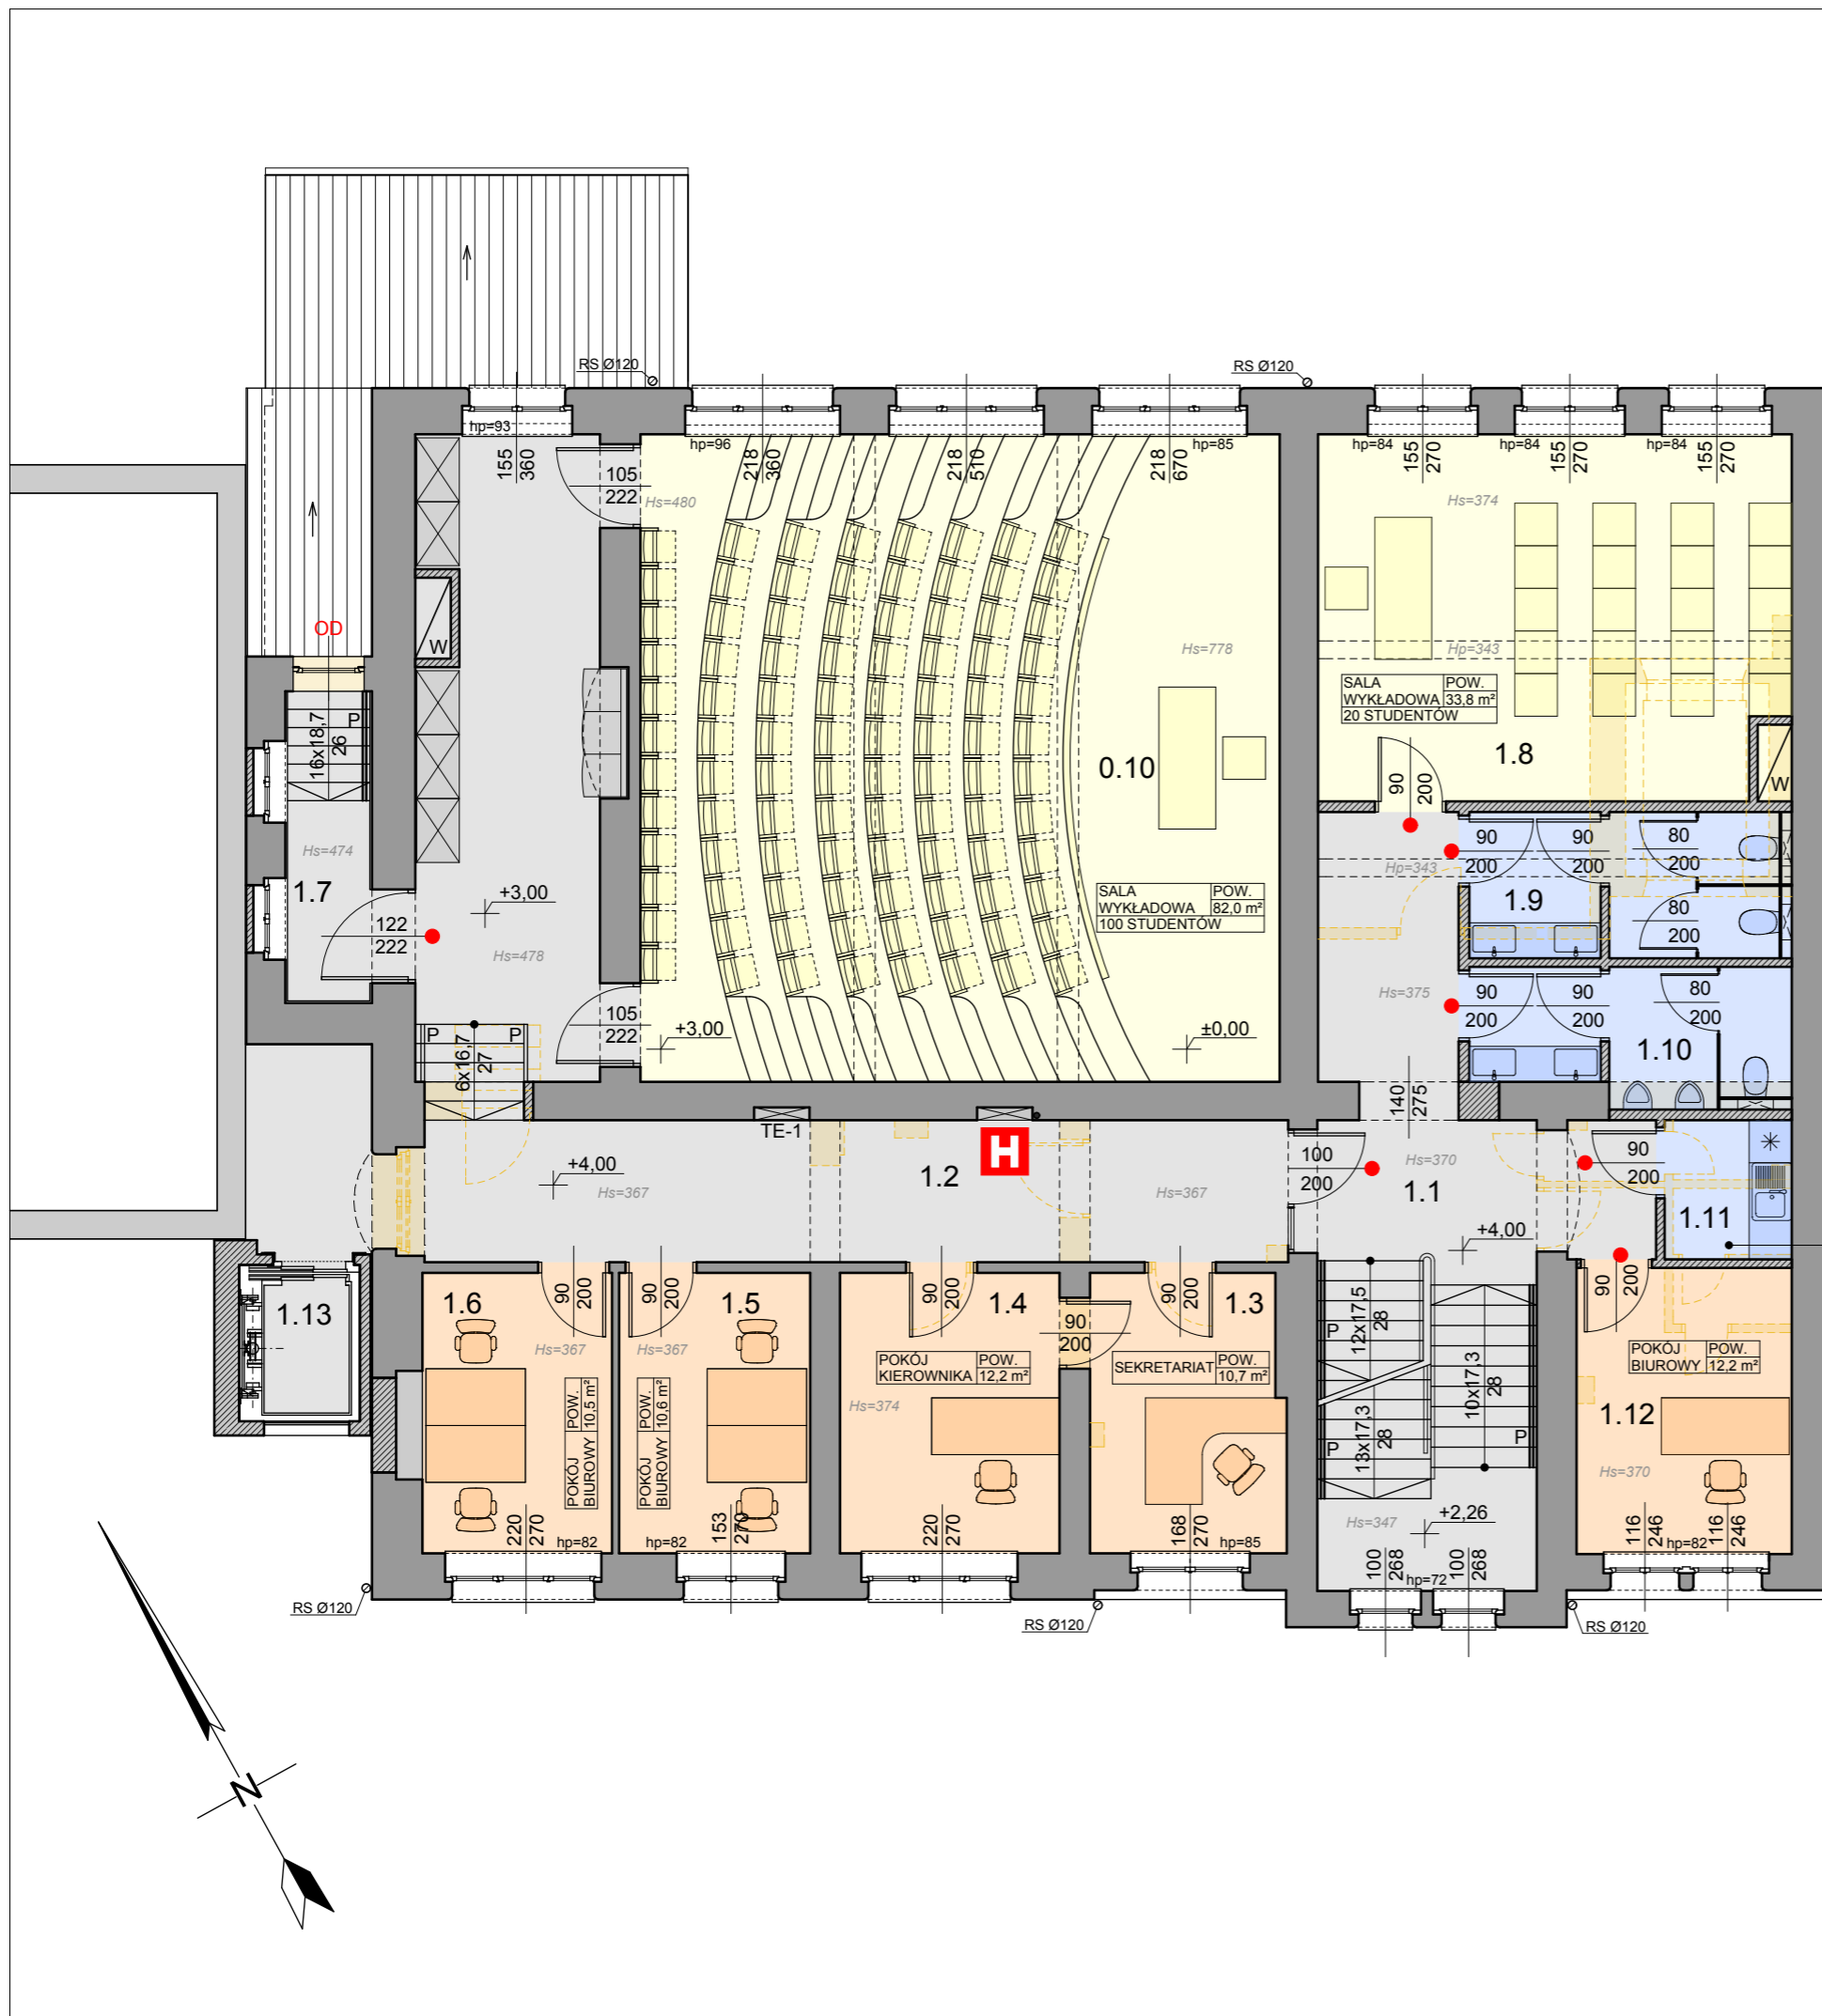 RS Ø120
RS Ø120
hp=93
155
360
hp=96
218
360
218
510
218
670
hp=85
hp=84
155
270
hp=84
155
270
hp=84
155
270
105
222
Hs=480
Hs=374
OD
W
Hs=778
Hp=343
P
16x18,7
26
SALA
WYKŁADOWA
20 STUDENTÓW
POW.
33,8 m²
1.8
0.10
W
90
200
Hs=474
1.7
90
200
90
200
80
200
Hp=343
+3,00
SALA
WYKŁADOWA
100 STUDENTÓW
POW.
82,0 m²
1.9
80
200
122
222
Hs=478
Hs=375
90
200
90
200
80
200
105
222
+3,00
±0,00
P
P
6x16,7
27
1.10
140
275
TE-1
H
+4,00
Hs=367
1.2
Hs=367
100
200
Hs=370
1.1
90
200
1.11
+4,00
1.13
1.6
90
200
90
200
1.5
90
200
1.4
90
200
1.3
90
200
12x17,5
28
P
10x17,3
28
90
200
Hs=367
Hs=367
POKÓJ
KIEROWNIKA
POW.
12,2 m²
SEKRETARIAT
POW.
10,7 m²
POKÓJ
BIUROWY
POW.
12,2 m²
POKÓJ
BIUROWY
POW.
10,5 m²
POKÓJ
BIUROWY
POW.
10,6 m²
Hs=374
13x17,3
28
P
P
1.12
Hs=370
220
270
hp=82
hp=82
153
270
220
270
168
270
hp=85
Hs=347
+2,26
116
246
hp=82
116
246
100
268
hp=72
100
268
RS Ø120
RS Ø120
RS Ø120
N